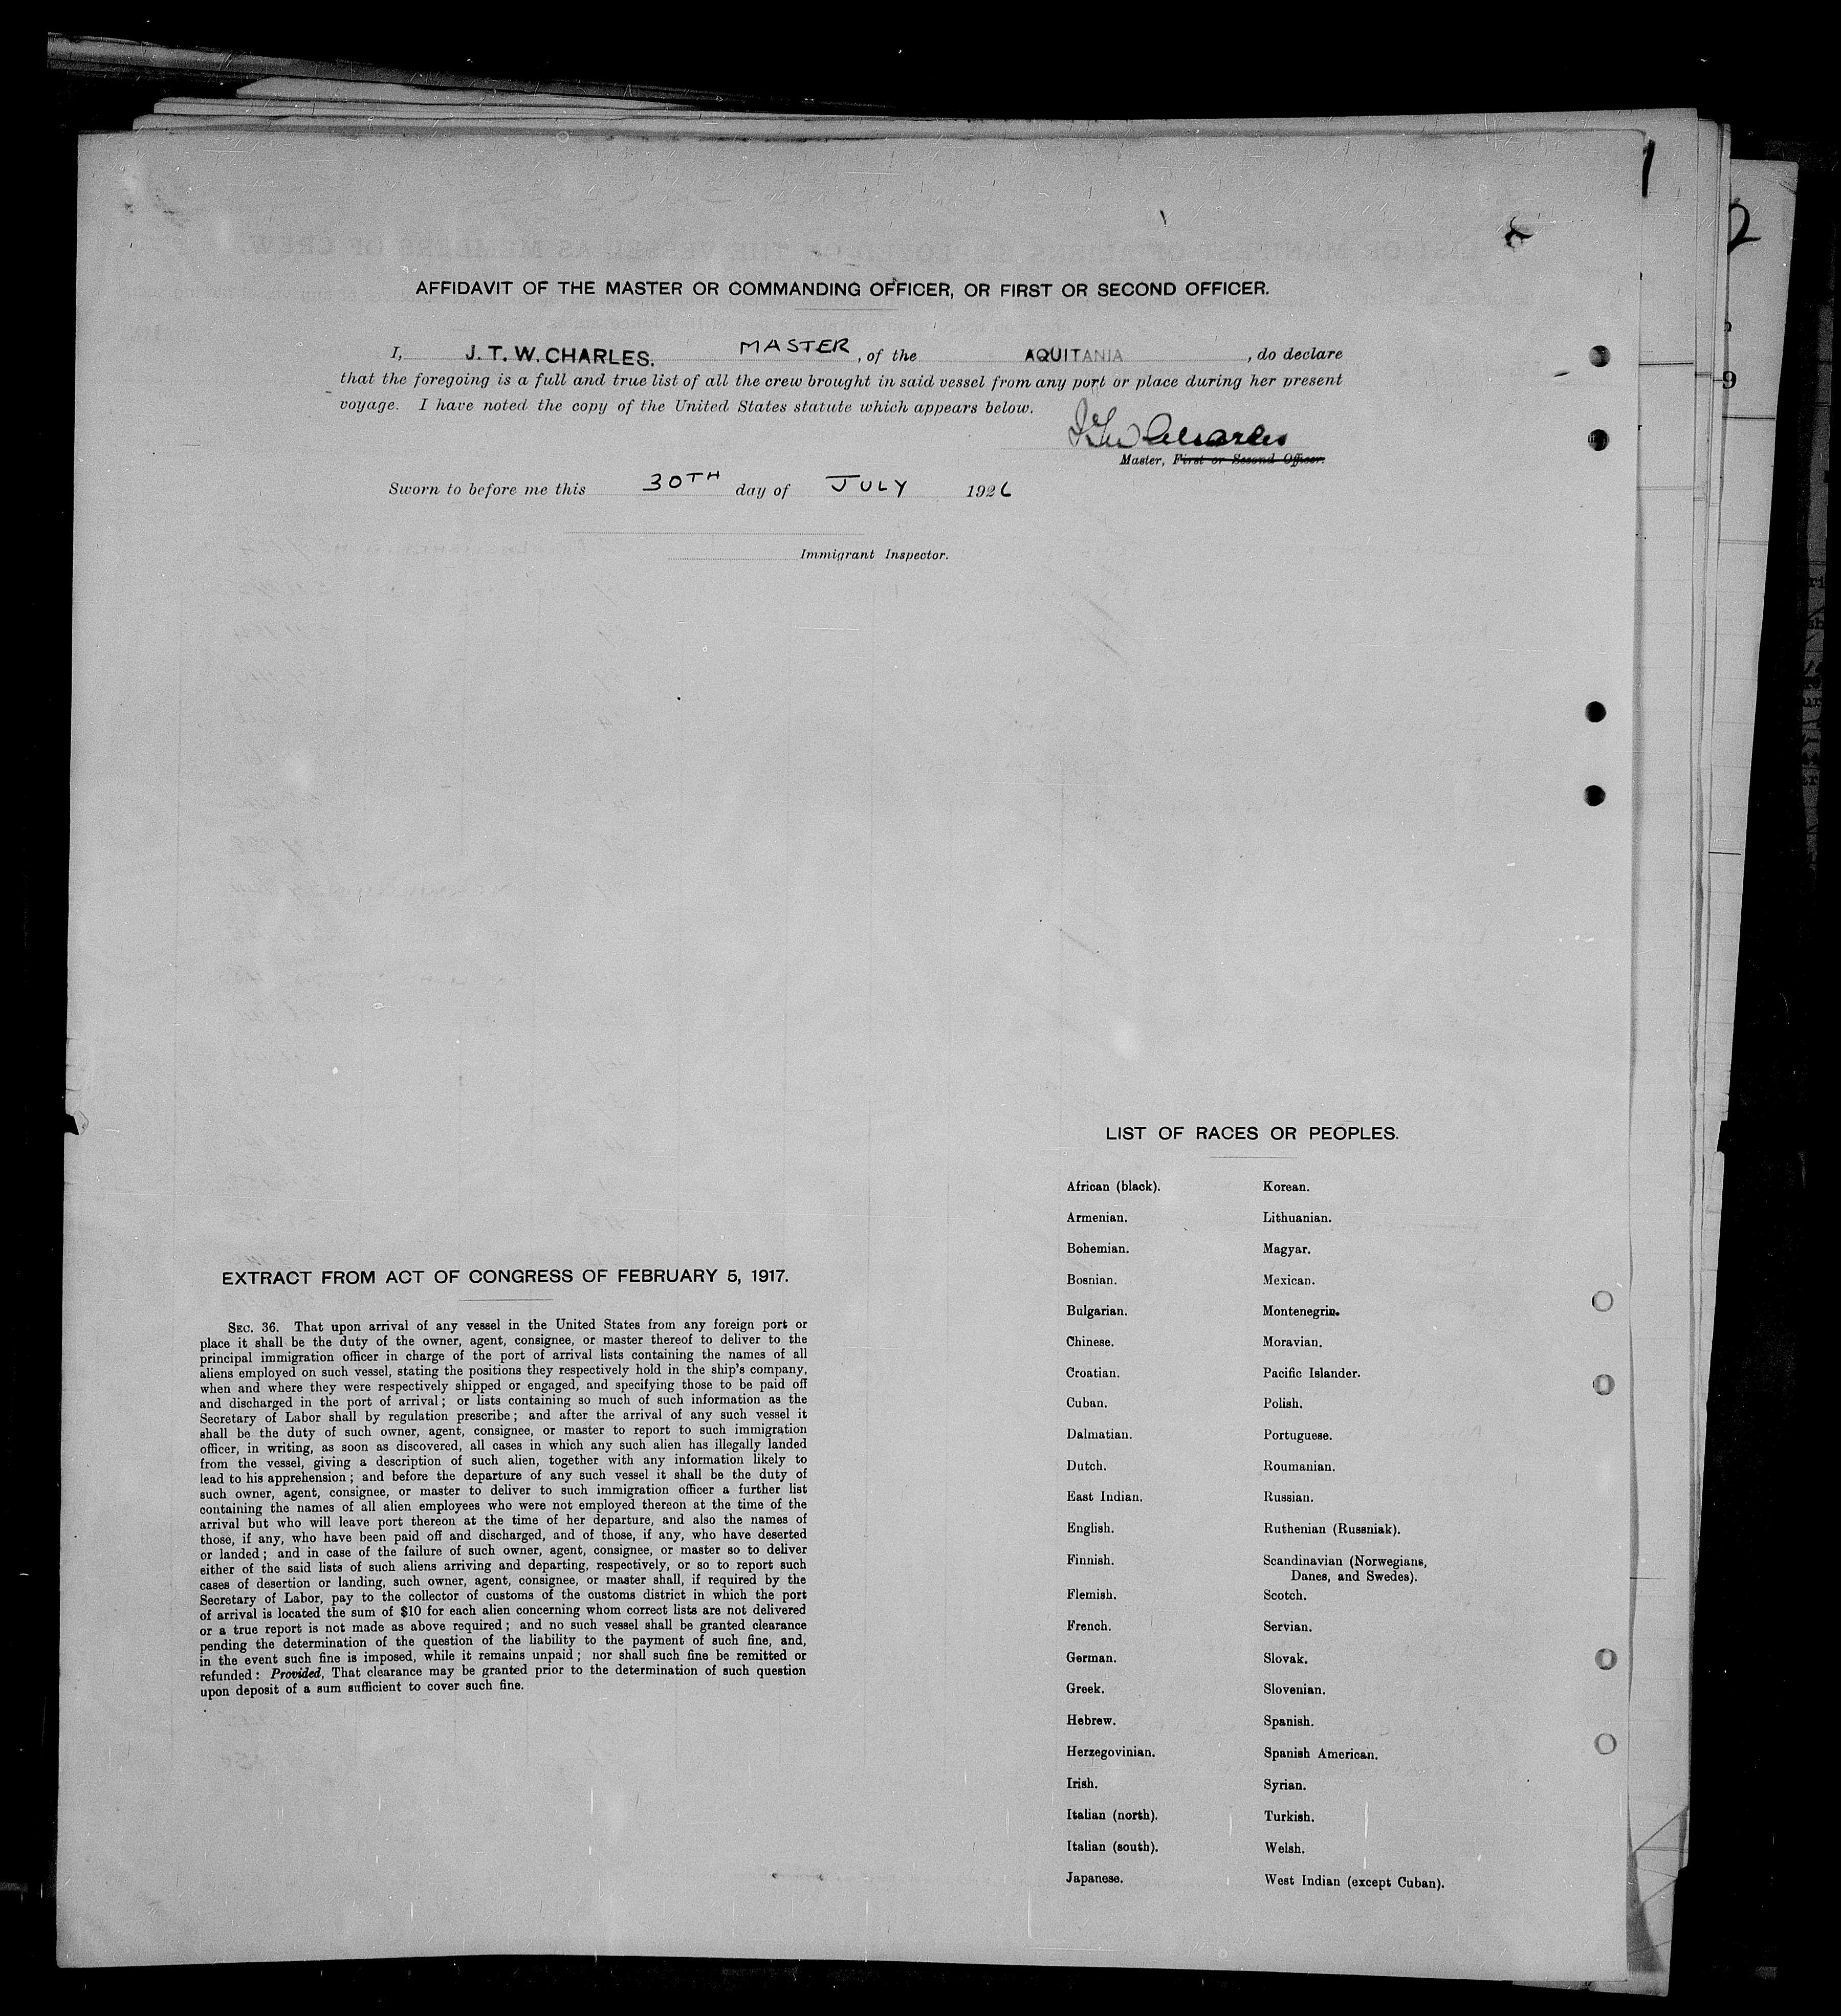 1
2
9
AFFIDAVIT OF THE MASTER OR COMMANDING OFFICER, OR FIRST OR SECOND OFFICER.
I, J. T. W. CHARLES. MASTER, of the AQUITANIA, do declare
that the foregoing is a full and true list of all the crew brought in said vessel from any port or place during her present
voyage. I have noted the copy of the United States statute which appears below.
J T W Charles
Master, First or Second Officer.
Sworn to before me this 30TH day of JULY 1926
Immigrant Inspector.
EXTRACT FROM ACT OF CONGRESS OF FEBRUARY 5, 1917.
SEC. 36. That upon arrival of any vessel in the United States from any foreign port or
place it shall be the duty of the owner, agent, consignee, or master thereof to deliver to the
principal immigration officer in charge of the port of arrival lists containing the names of all
aliens employed on such vessel, stating the positions they respectively hold in the ship's company,
when and where they were respectively shipped or engaged, and specifying those to be paid off
and discharged in the port of arrival; or lists containing so much of such information as the
Secretary of Labor shall by regulation prescribe; and after the arrival of any such vessel it
shall be the duty of such owner, agent, consignee, or master to report to such immigration
officer, in writing, as soon as discovered, all cases in which any such alien has illegally landed
from the vessel, giving a description of such alien, together with any information likely to
lead to his apprehension; and before the departure of any such vessel it shall be the duty of
such owner, agent, consignee, or master to deliver to such immigration officer a further list
containing the names of all alien employees who were not employed thereon at the time of the
arrival but who will leave port thereon at the time of her departure, and also the names of
those, if any, who have been paid off and discharged, and of those, if any, who have deserted
or landed; and in case of the failure of such owner, agent, consignee, or master so to deliver
either of the said lists of such aliens arriving and departing, respectively, or so to report such
cases of desertion or landing, such owner, agent, consignee, or master shall, if required by the
Secretary of Labor, pay to the collector of customs of the customs district in which the port
of arrival is located the sum of $10 for each alien concerning whom correct lists are not delivered
or a true report is not made as above required; and no such vessel shall be granted clearance
pending the determination of the question of the liability to the payment of such fine, and,
in the event such fine is imposed, while it remains unpaid; nor shall such fine be remitted or
refunded: Provided, That clearance may be granted prior to the determination of such question
upon deposit of a sum sufficient to cover such fine.
LIST OF RACES OR PEOPLES.
African (black).
Armenian.
Bohemian.
Bosnian.
Bulgarian.
Chinese.
Croatian.
Cuban.
Dalmatian.
Dutch.
East Indian.
English.
Finnish.
Flemish.
French.
German.
Greek.
Hebrew.
Herzegovinian.
Irish.
Italian (north).
Italian (south).
Japanese.
Korean.
Lithuanian.
Magyar.
Mexican.
Montenegrin.
Moravian.
Pacific Islander.
Polish.
Portuguese.
Roumanian.
Russian.
Ruthenian (Russniak).
Scandinavian (Norwegians,
Danes, and Swedes).
Scotch.
Servian.
Slovak.
Slovenian.
Spanish.
Spanish American.
Syrian.
Turkish.
Welsh.
West Indian (except Cuban).